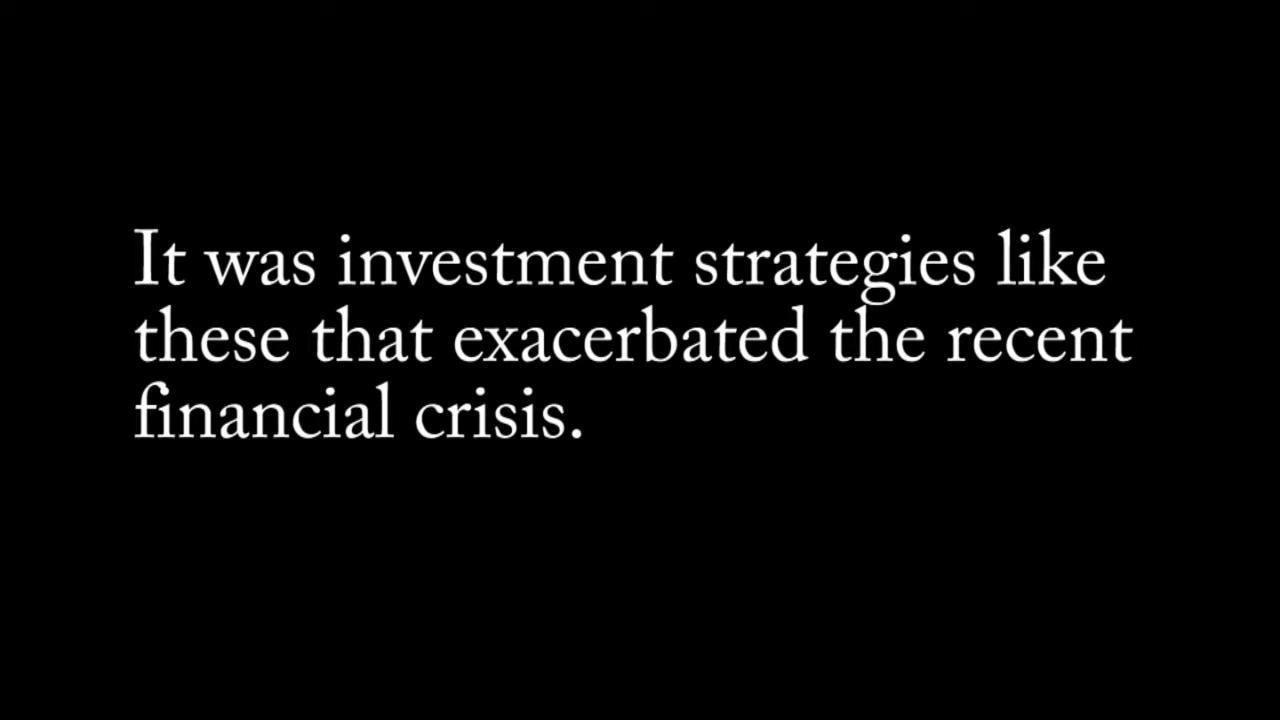 It was investment strategies like
these that exacerbated the recent
financial crisis.